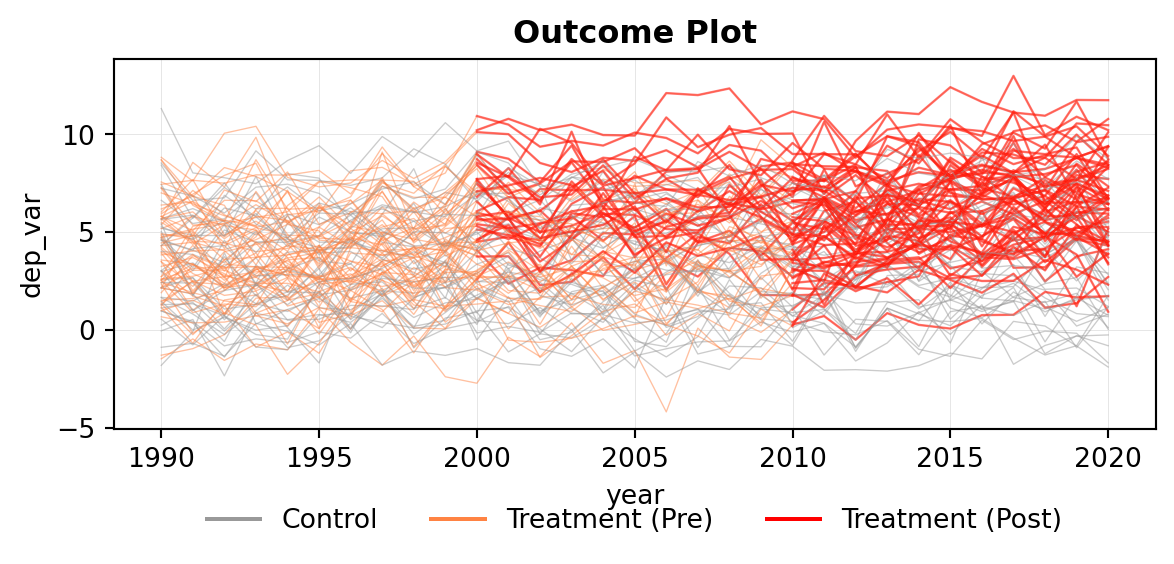 Outcome Plot
dep_var
10
5
0
−5
1990 1995 2000 2005 2010 2015 2020
year
Control Treatment (Pre) Treatment (Post)